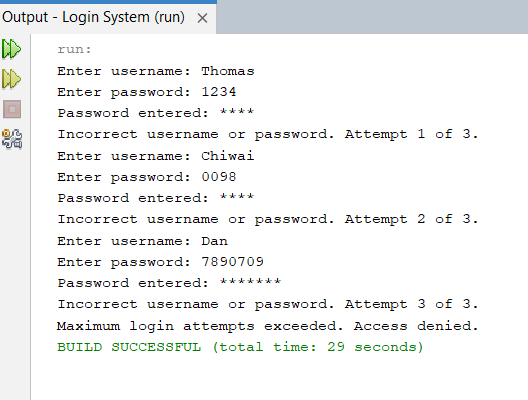 Output - Login System (run) ×
run:
Enter username: Thomas
Enter password: 1234
Password entered: ****
Incorrect username or password. Attempt 1 of 3.
Enter username: Chiwai
Enter password: 0098
Password entered: ****
Incorrect username or password. Attempt 2 of 3.
Enter username: Dan
Enter password: 7890709
Password entered: *******
Incorrect username or password. Attempt 3 of 3.
Maximum login attempts exceeded. Access denied.
BUILD SUCCESSFUL (total time: 29 seconds)